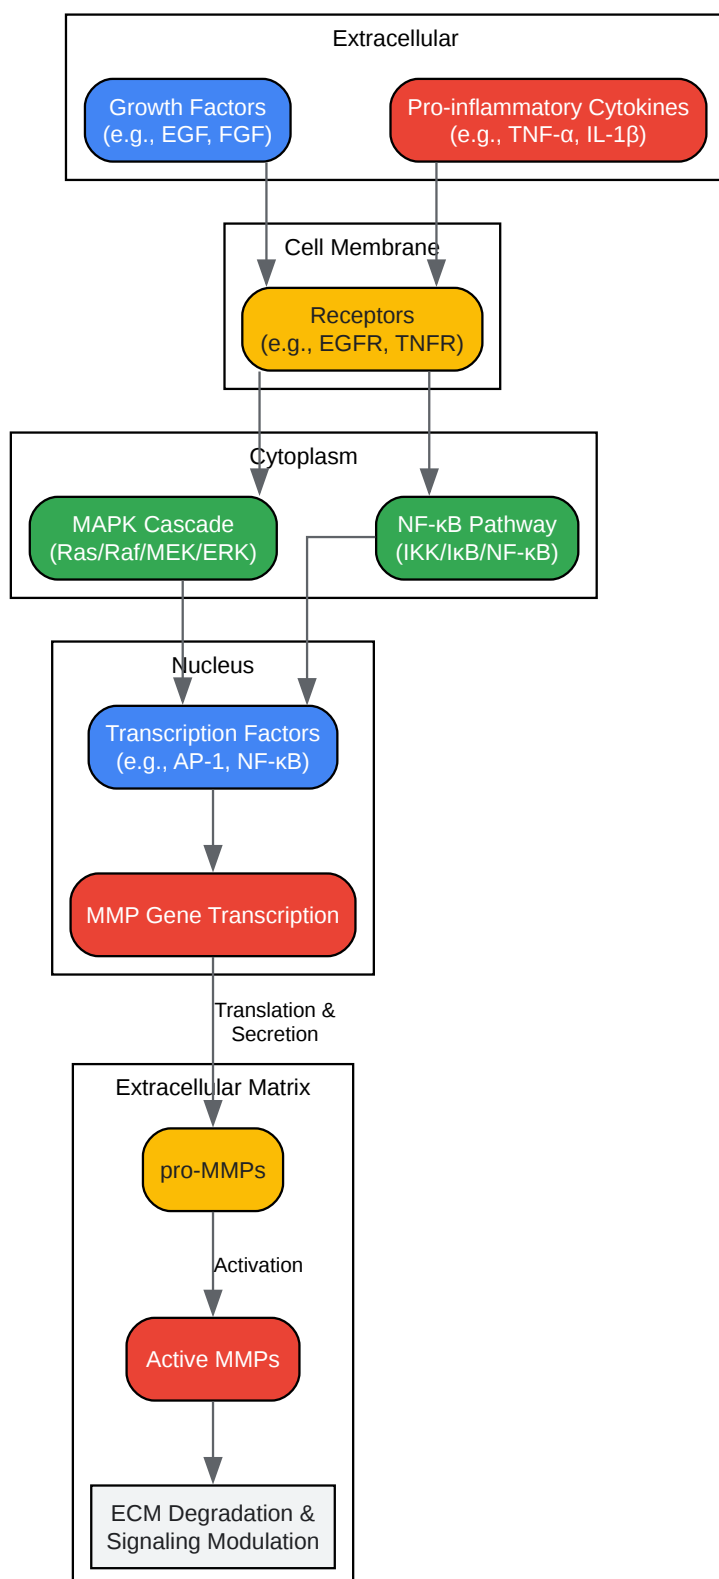 Extracellular
Growth Factors
(e.g., EGF, FGF)
Pro-inflammatory Cytokines
(e.g., TNF-α, IL-1β)
Cell Membrane
Receptors
(e.g., EGFR, TNFR)
Cytoplasm
MAPK Cascade
(Ras/Raf/MEK/ERK)
NF-κB Pathway
(IKK/IκB/NF-κB)
Nucleus
Transcription Factors
(e.g., AP-1, NF-κB)
MMP Gene Transcription
Translation &
Secretion
Extracellular Matrix
pro-MMPs
Activation
Active MMPs
ECM Degradation &
Signaling Modulation